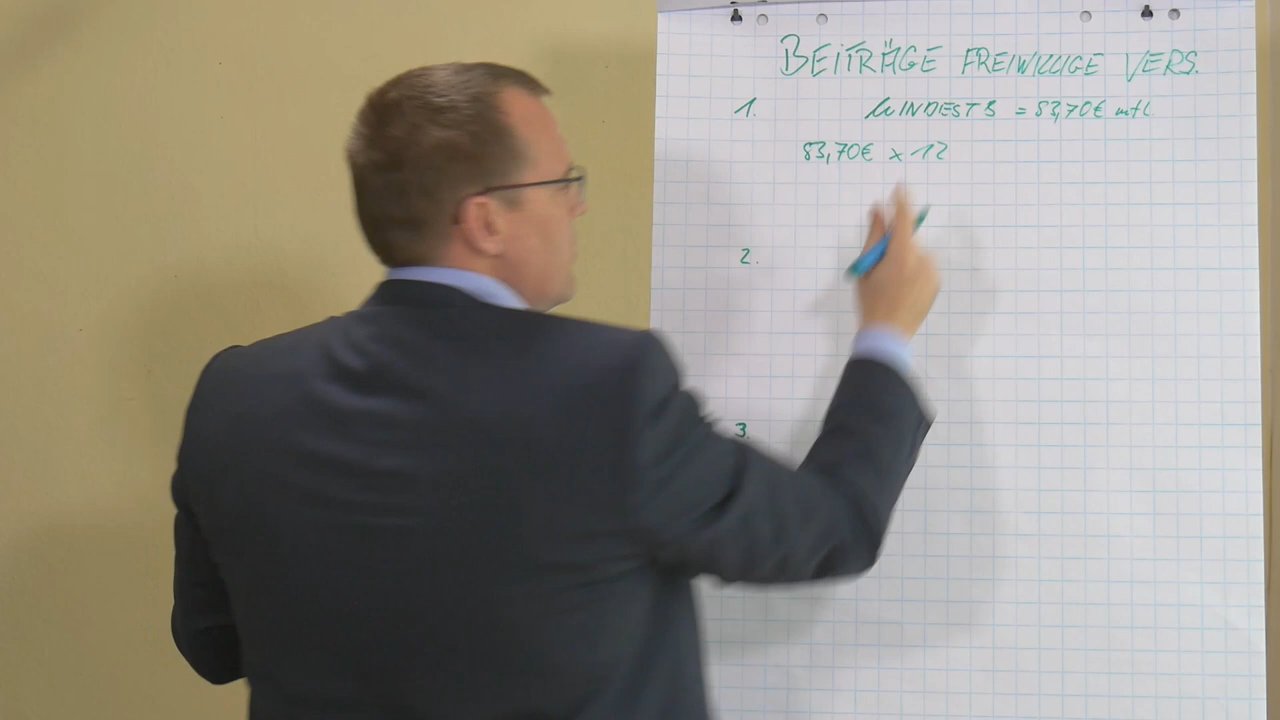 BEITRÄGE FREIWILLIGE VERS.
1. MINDESTB = 83,70€ mtl.
83,70€ x 12
2.
3.